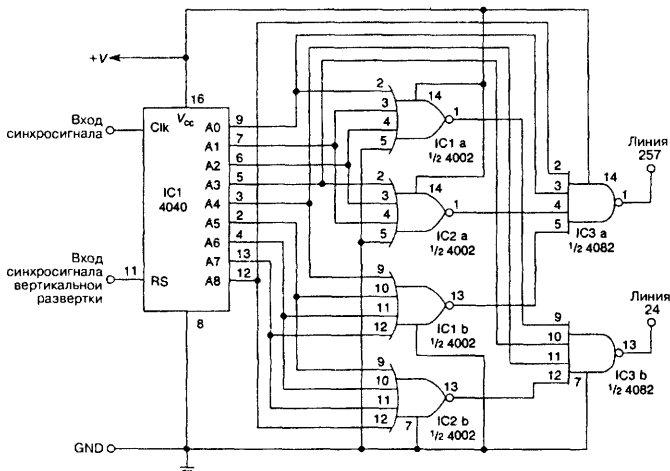 +V
16
V_CC
Вход
синхросигнала
Clk
A0 9
A1 7
A2 6
A3 5
A4 3
A5 2
A6 4
A7 13
A8 12
IC1
4040
Вход
синхросигнала
вертикальной
развертки
11
RS
8
GND
2
3
4
5
14
1
IC1 a
1/2 4002
2
3
4
5
14
1
IC2 a
1/2 4002
9
10
11
12
13
IC1 b
1/2 4002
9
10
11
12
7
13
IC2 b
1/2 4002
2
3
4
5
14
1
IC3 a
1/2 4082
Линия
257
9
10
11
12
7
13
IC3 b
1/2 4082
Линия
24